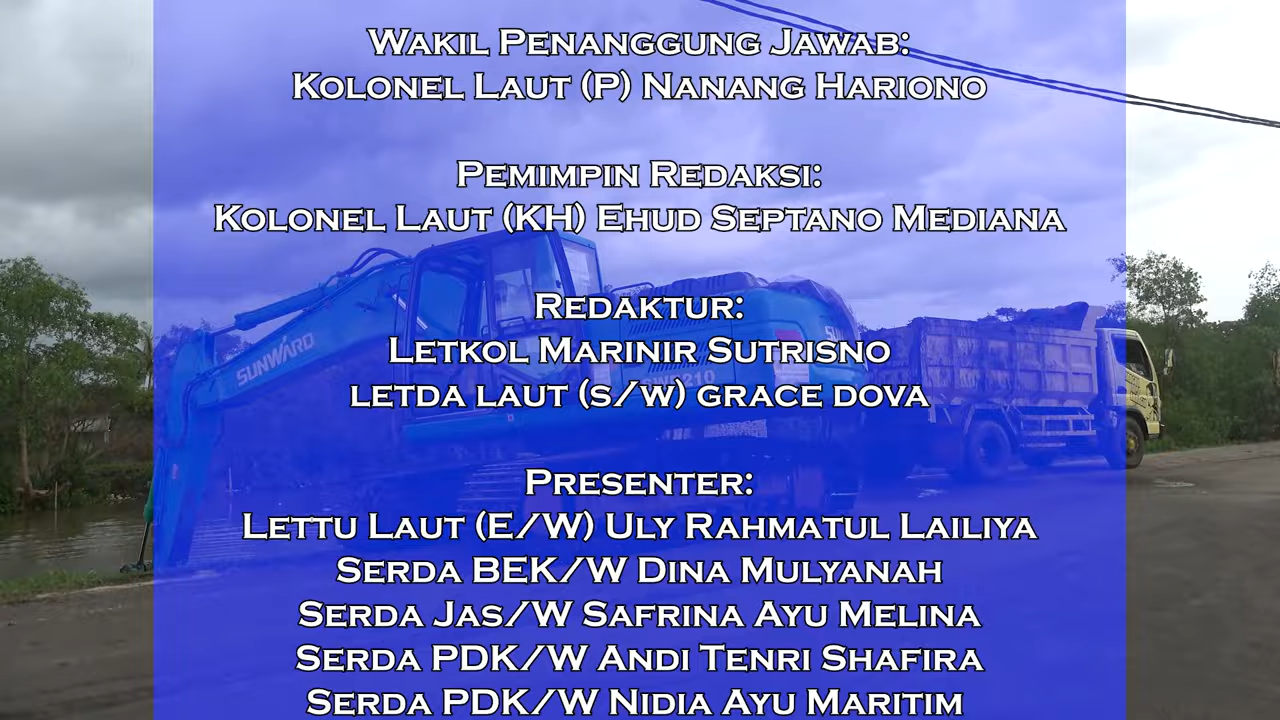 WAKIL PENANGGUNG JAWAB:
KOLONEL LAUT (P) NANANG HARIONO
PEMIMPIN REDAKSI:
KOLONEL LAUT (KH) EHUD SEPTANO MEDIANA
REDAKTUR:
LETKOL MARINIR SUTRISNO
LETDA LAUT (S/W) GRACE DOVA
SUNWARD
PRESENTER:
LETTU LAUT (E/W) ULY RAHMATUL LAILIYA
SERDA BEK/W DINA MULYANAH
SERDA JAS/W SAFRINA AYU MELINA
SERDA PDK/W ANDI TENRI SHAFIRA
SERDA PDK/W NIDIA AYU MARITIM